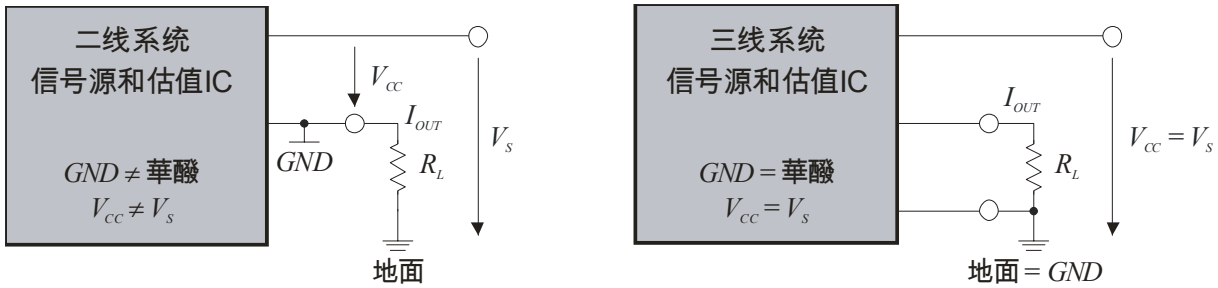 二线系统
信号源和估值IC
GND ≠ 華醱
V_CC ≠ V_S
V_CC
I_OUT
GND
R_L
V_S
地面
三线系统
信号源和估值IC
GND = 華醱
V_CC = V_S
I_OUT
R_L
V_CC = V_S
地面 = GND